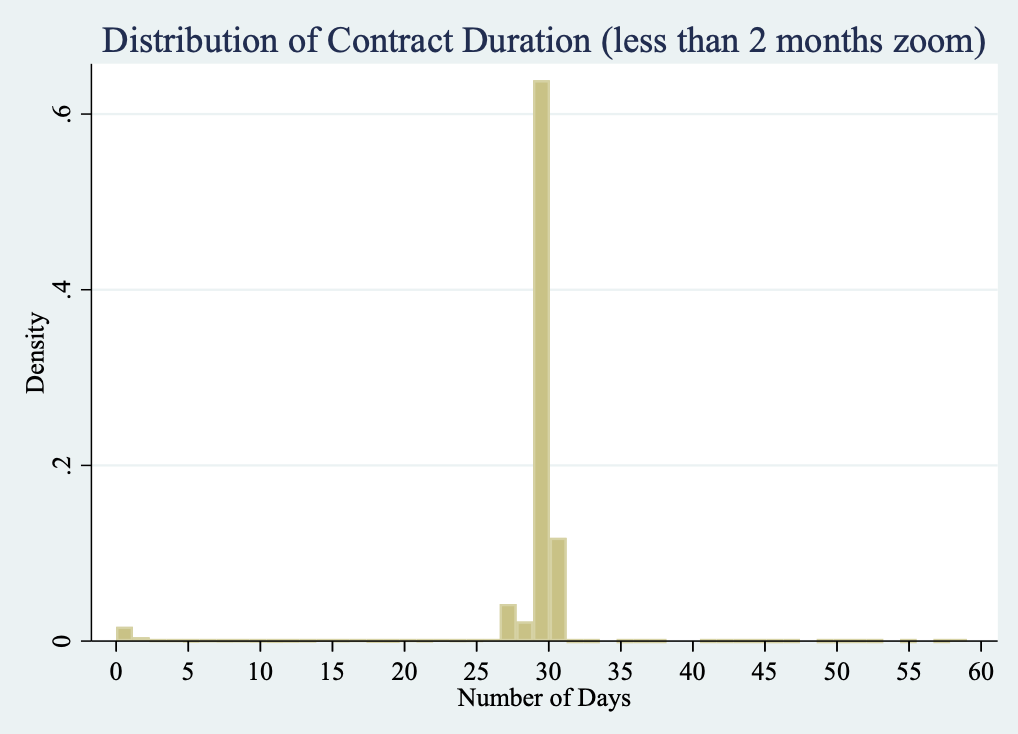 Distribution of Contract Duration (less than 2 months zoom)
.6
.4
.2
0
Density
0 5 10 15 20 25 30 35 40 45 50 55 60
Number of Days